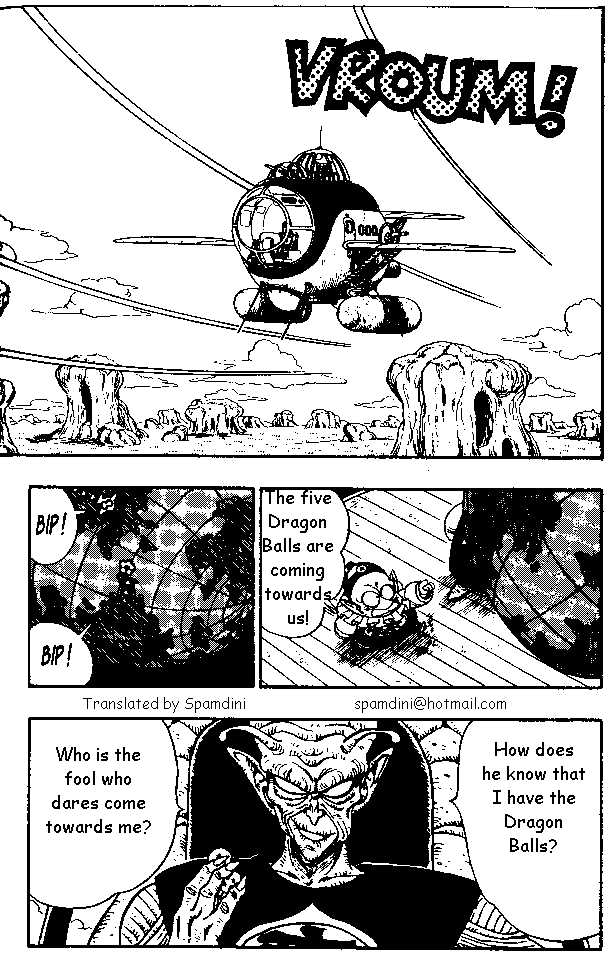 VROUM!
BIP!
BIP!
The five
Dragon
Balls are
coming
towards
us!
Translated by Spamdini
spamdini@hotmail.com
Who is the
fool who
dares come
towards me?
How does
he know that
I have the
Dragon
Balls?